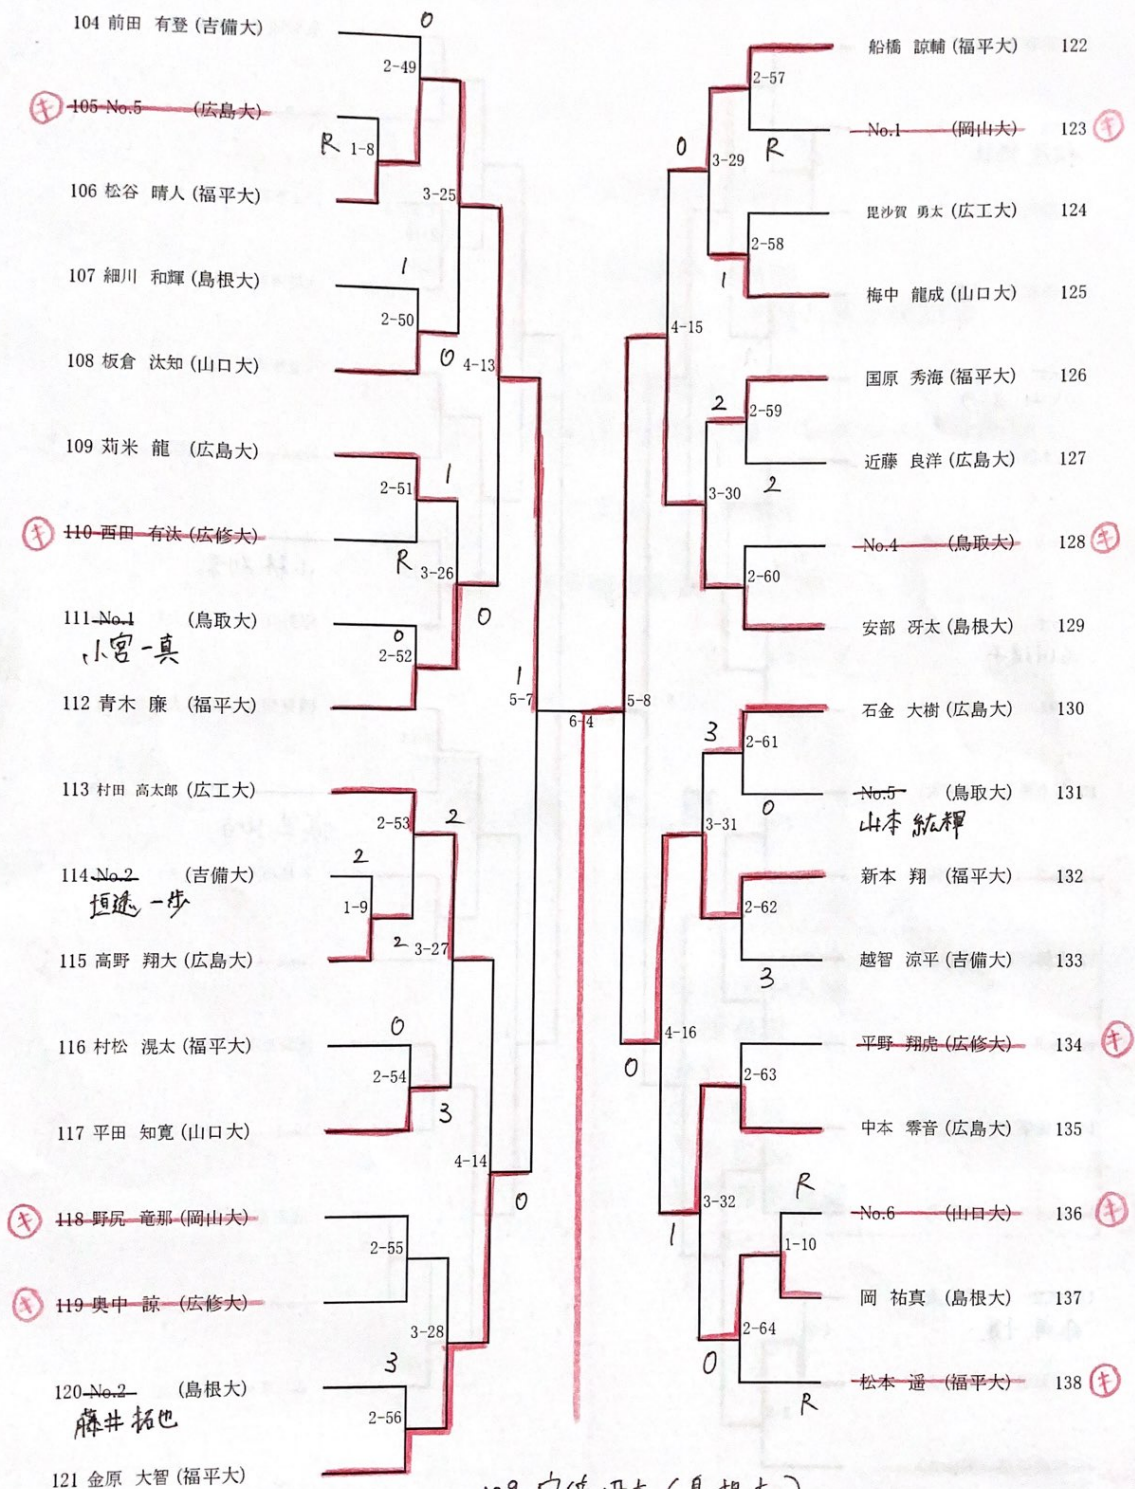 104 前田 有登 (吉備大)
0
2-49
キ 105 No.5 (広島大)
R 1-8
106 松谷 晴人 (福平大)
3-25
107 細川 和輝 (島根大)
1
2-50
108 板倉 汰知 (山口大)
0
4-13
109 苅米 龍 (広島大)
1
2-51
キ 110 西田 有汰 (広修大)
R
3-26
111 No.1 (鳥取大)
小宮 一真
0
2-52
0
112 青木 廉 (福平大)
1
5-7
6-4
113 村田 高太郎 (広工大)
2-53
2
114 No.2 (吉備大)
垣逺 一歩
2
1-9
2
3-27
115 高野 翔大 (広島大)
116 村松 滉太 (福平大)
0
2-54
3
117 平田 知寛 (山口大)
4-14
0
キ 118 野尻 竜那 (岡山大)
2-55
キ 119 奥中 諒 (広修大)
3-28
120 No.2 (島根大)
藤井 拓也
3
2-56
121 金原 大智 (福平大)
船橋 諒輔 (福平大) 122
2-57
No.1 (岡山大) 123 キ
R
0
3-29
毘沙賀 勇太 (広工大) 124
2-58
1
梅中 龍成 (山口大) 125
4-15
国原 秀海 (福平大) 126
2
2-59
近藤 良洋 (広島大) 127
2
3-30
No.4 (鳥取大) 128 キ
2-60
安部 冴太 (島根大) 129
5-8
石金 大樹 (広島大) 130
3
2-61
No.5 (鳥取大) 131
山本 紘輝
0
3-31
新本 翔 (福平大) 132
2-62
越智 涼平 (吉備大) 133
3
4-16
0
平野 翔虎 (広修大) 134 キ
2-63
中本 零音 (広島大) 135
3-32
1
R
No.6 (山口大) 136 キ
1-10
岡 祐真 (島根大) 137
2-64
0
松本 遥 (福平大) 138 キ
R